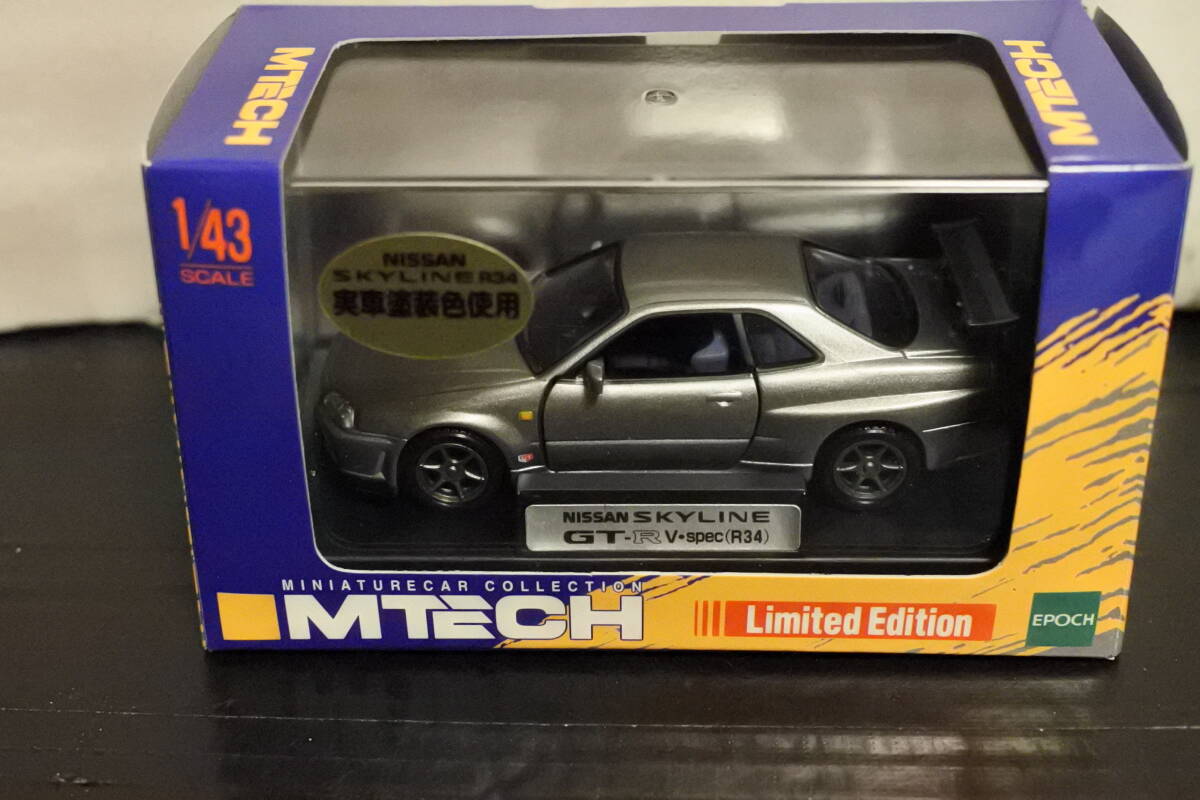 MTECH
MTECH
1/43
SCALE
NISSAN
SKYLINE R34
実車塗装色使用
NISSAN SKYLINE
GT-R V•spec(R34)
MINIATURECAR COLLECTION
MTECH
Limited Edition
EPOCH